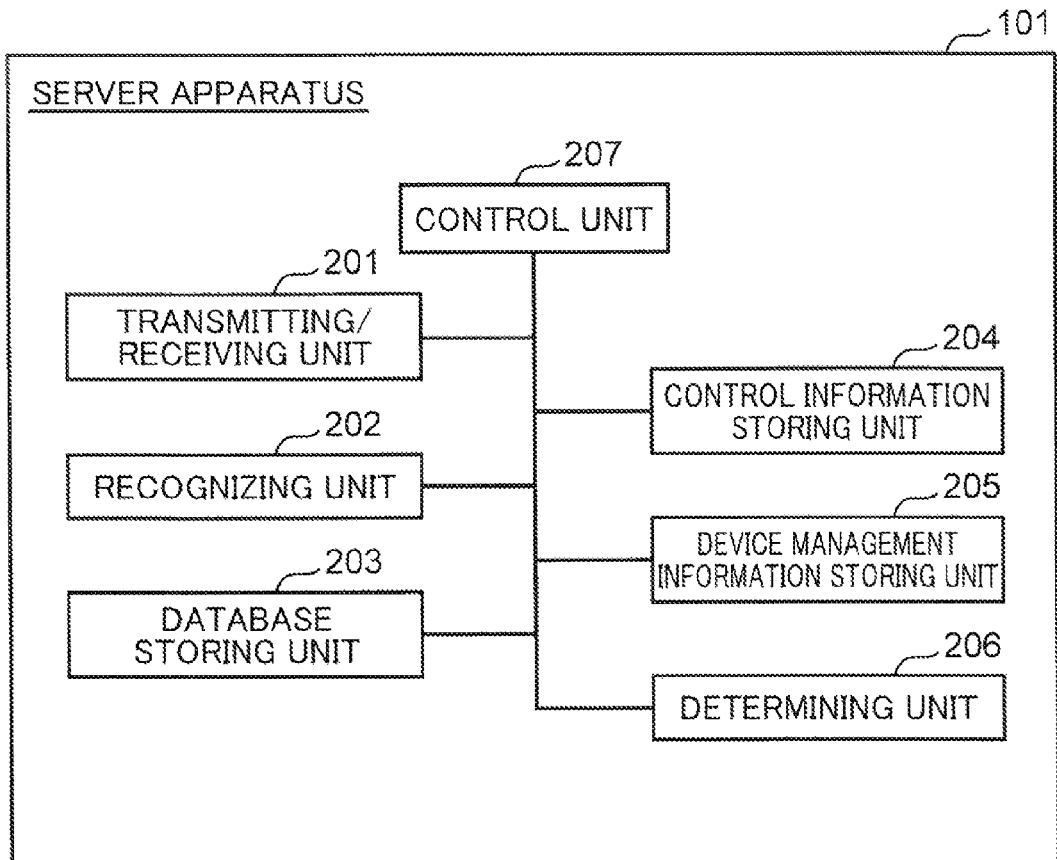 101
SERVER APPARATUS
207
CONTROL UNIT
201
TRANSMITTING/
RECEIVING UNIT
204
CONTROL INFORMATION
STORING UNIT
202
RECOGNIZING UNIT
205
DEVICE MANAGEMENT
INFORMATION STORING UNIT
203
DATABASE
STORING UNIT
206
DETERMINING UNIT